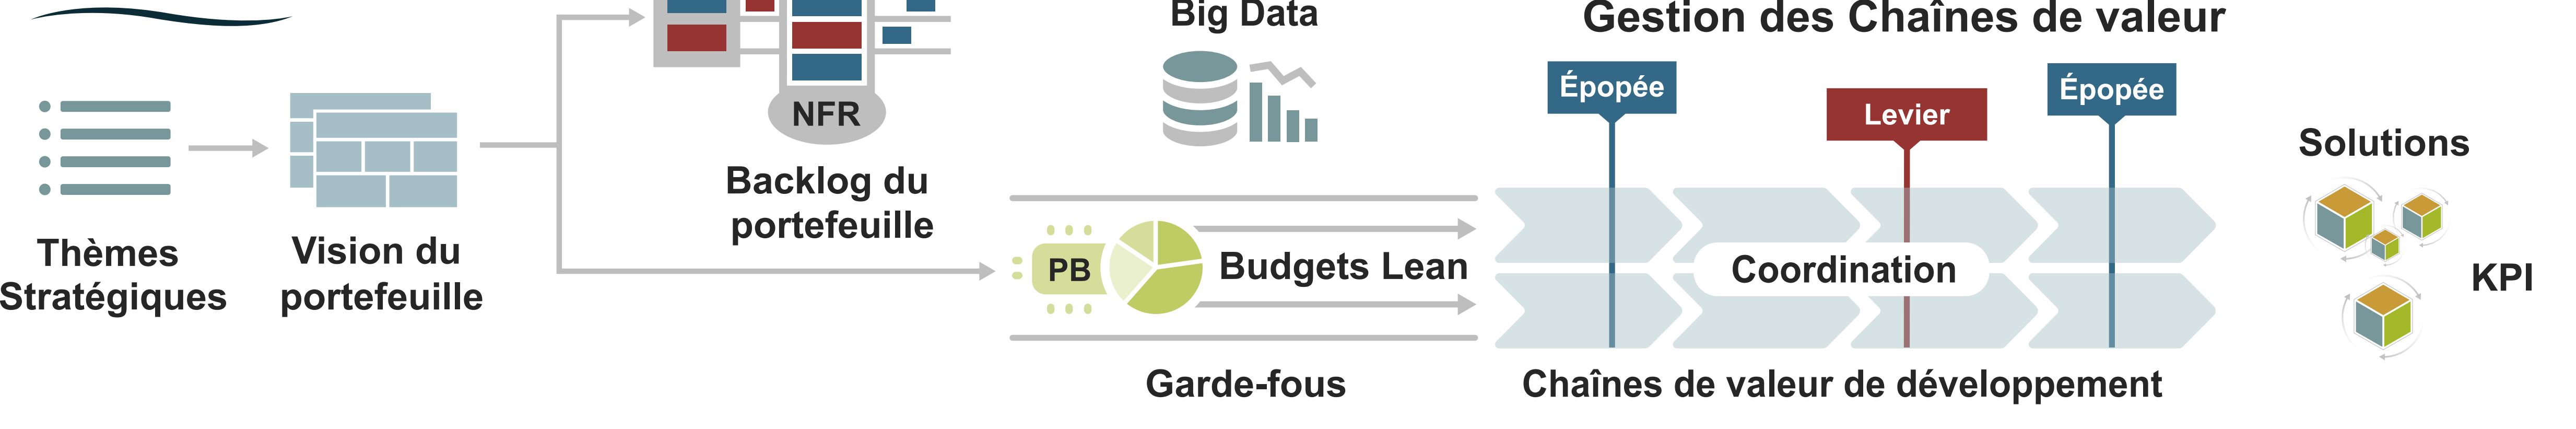 Big Data
Gestion des Chaînes de valeur
Épopée
Épopée
Levier
NFR
Solutions
Backlog du
portefeuille
Thèmes
Stratégiques
Vision du
portefeuille
PB
Budgets Lean
Coordination
KPI
Garde-fous
Chaînes de valeur de développement